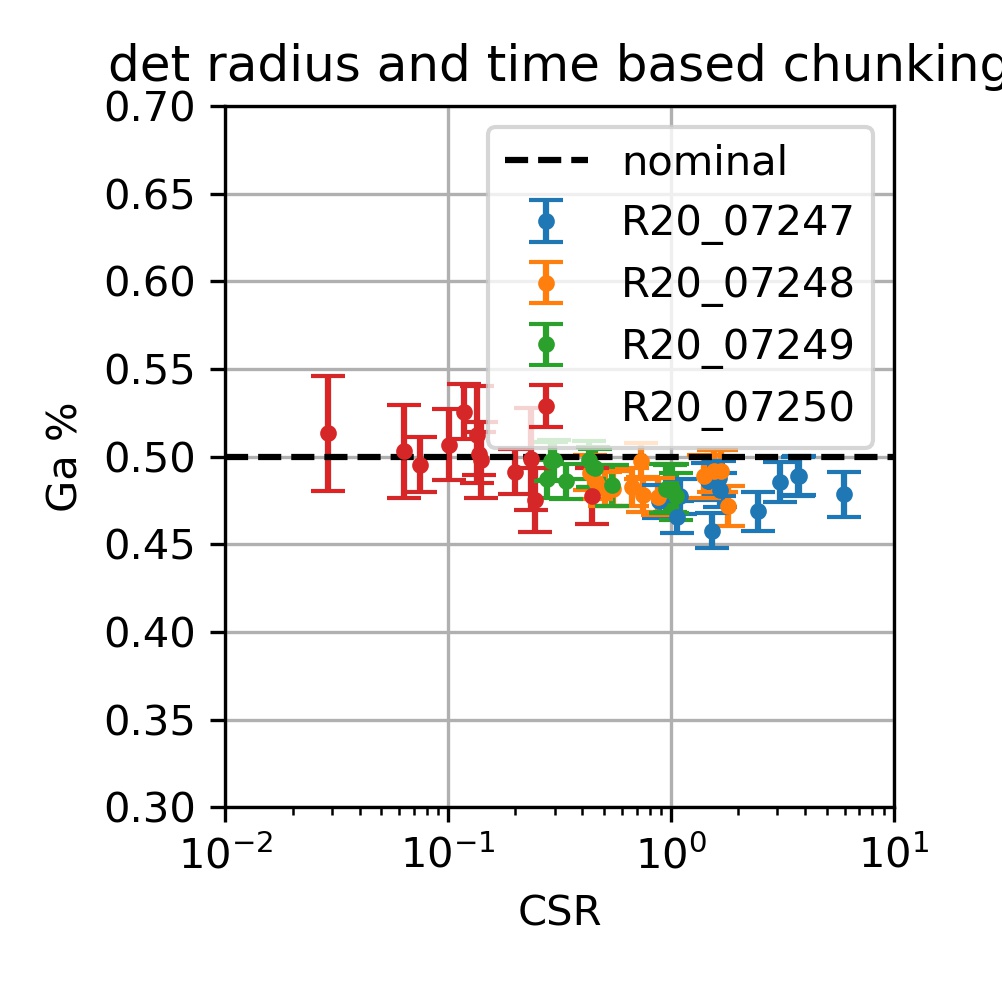 det radius and time based chunking
0.70
0.65
0.60
0.55
0.50
0.45
0.40
0.35
0.30
Ga %
nominal
R20_07247
R20_07248
R20_07249
R20_07250
10⁻² 10⁻¹ 10⁰ 10¹
CSR